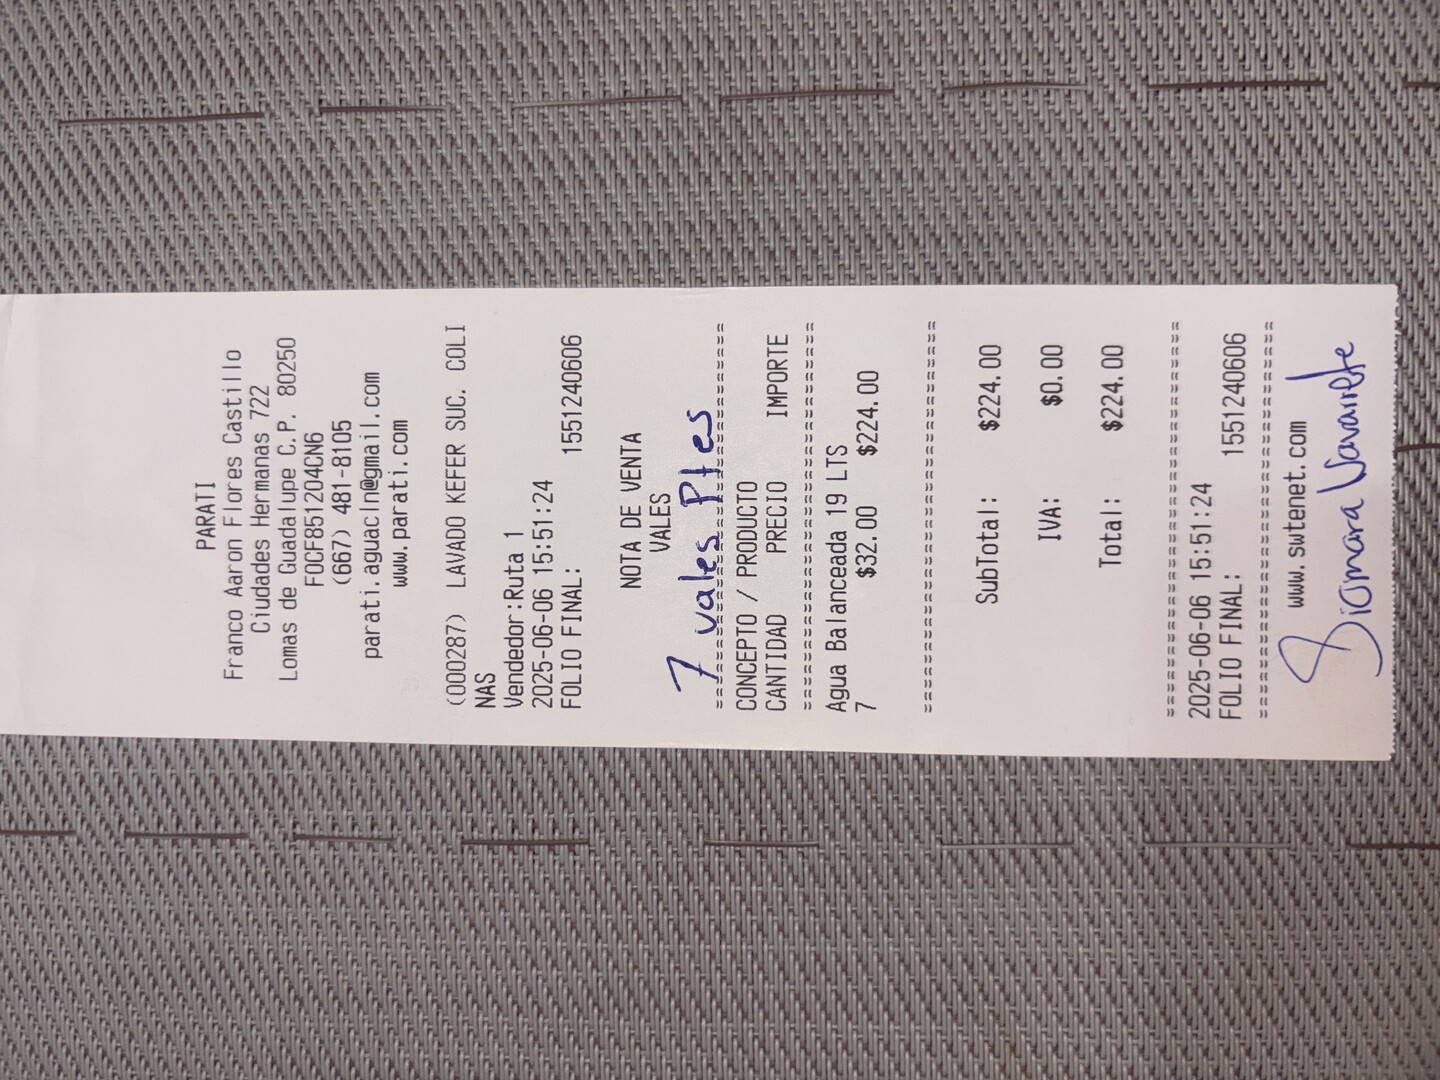 PARATI
Franco Aaron Flores Castillo
Ciudades Hermanas 722
Lomas de Guadalupe C.P. 80250
FOCF851204CN6
(667) 481-8105
parati.aguacln@gmail.com
www.parati.com
(000287) LAVADO KEFER SUC. COLI
NAS
Vendedor:Ruta 1
2025-06-06 15:51:24
FOLIO FINAL: 1551240606
NOTA DE VENTA
VALES
7 vales Ptes
================================
CONCEPTO / PRODUCTO
CANTIDAD PRECIO IMPORTE
================================
Agua Balanceada 19 LTS
7 $32.00 $224.00
================================
SubTotal: $224.00
IVA: $0.00
Total: $224.00
================================
2025-06-06 15:51:24
FOLIO FINAL: 1551240606
================================
www.swtenet.com
Siomara Navarrete